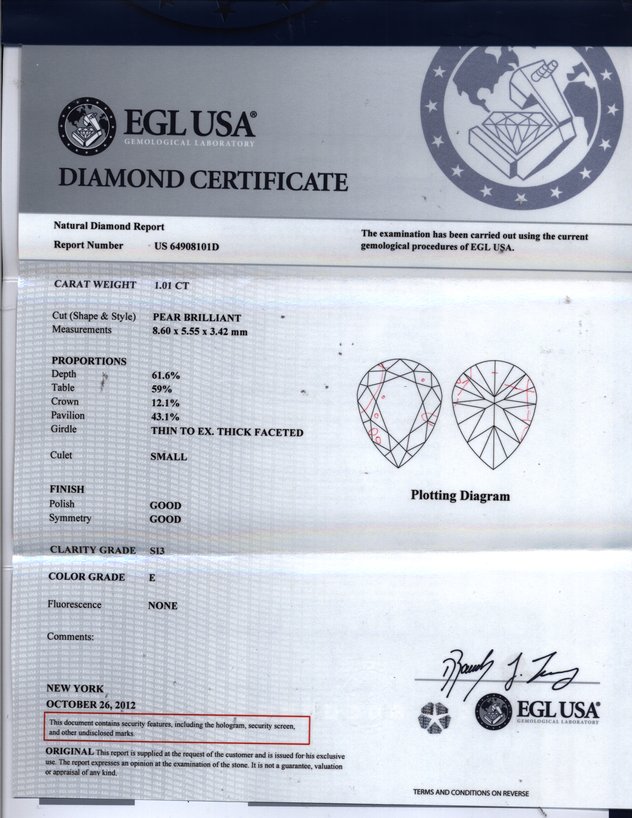 EGL USA®
GEMOLOGICAL LABORATORY
DIAMOND CERTIFICATE
Natural Diamond Report
Report Number US 64908101D
The examination has been carried out using the current
gemological procedures of EGL USA.
CARAT WEIGHT 1.01 CT
Cut (Shape & Style) PEAR BRILLIANT
Measurements 8.60 x 5.55 x 3.42 mm
PROPORTIONS
Depth 61.6%
Table 59%
Crown 12.1%
Pavilion 43.1%
Girdle THIN TO EX. THICK FACETED
Culet SMALL
Plotting Diagram
FINISH
Polish GOOD
Symmetry GOOD
CLARITY GRADE SI3
COLOR GRADE E
Fluorescence NONE
Comments:
NEW YORK
OCTOBER 26, 2012
This document contains security features, including the hologram, security screen,
and other undisclosed marks.
ORIGINAL This report is supplied at the request of the customer and is issued for his exclusive
use. The report expresses an opinion at the examination of the stone. It is not a guarantee, valuation
or appraisal of any kind.
EGL USA®
GEMOLOGICAL LABORATORY
TERMS AND CONDITIONS ON REVERSE